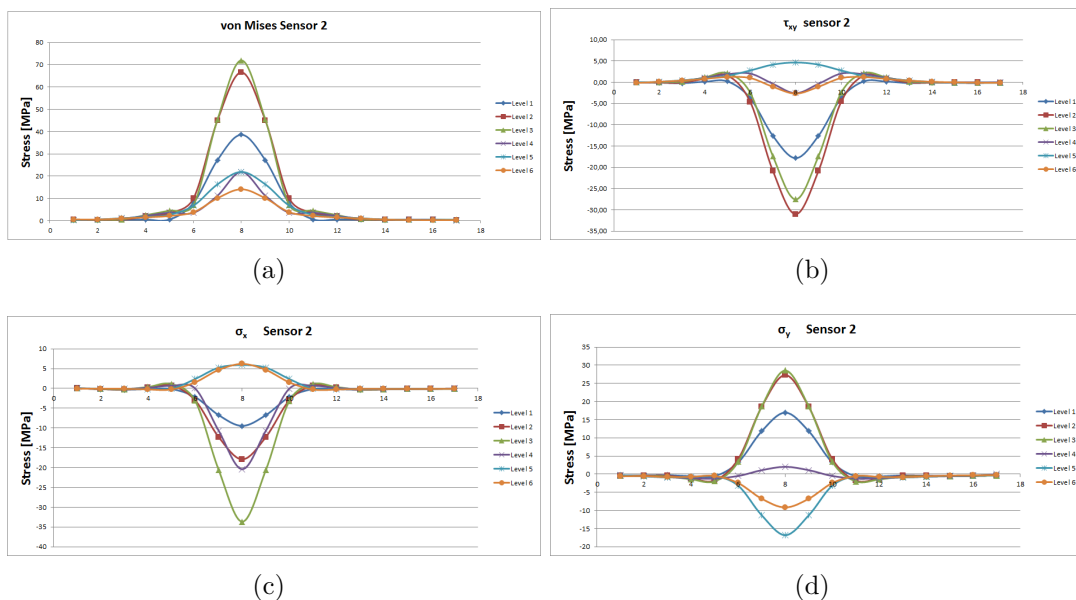 von Mises Sensor 2
Stress [MPa]
80
70
60
50
40
30
20
10
0
0 2 4 6 8 10 12 14 16 18
Level 1
Level 2
Level 3
Level 4
Level 5
Level 6
(a)
τxy sensor 2
Stress [MPa]
10,00
5,00
0,00
-5,00
-10,00
-15,00
-20,00
-25,00
-30,00
-35,00
0 2 4 6 8 10 12 14 16 18
Level 1
Level 2
Level 3
Level 4
Level 5
Level 6
(b)
σx Sensor 2
Stress [MPa]
10
5
0
-5
-10
-15
-20
-25
-30
-35
-40
0 2 4 6 8 10 12 14 16 18
Level 1
Level 2
Level 3
Level 4
Level 5
Level 6
(c)
σy Sensor 2
Stress [MPa]
35
30
25
20
15
10
5
0
-5
-10
-15
-20
0 2 4 6 8 10 12 14 16 18
Level 1
Level 2
Level 3
Level 4
Level 5
Level 6
(d)